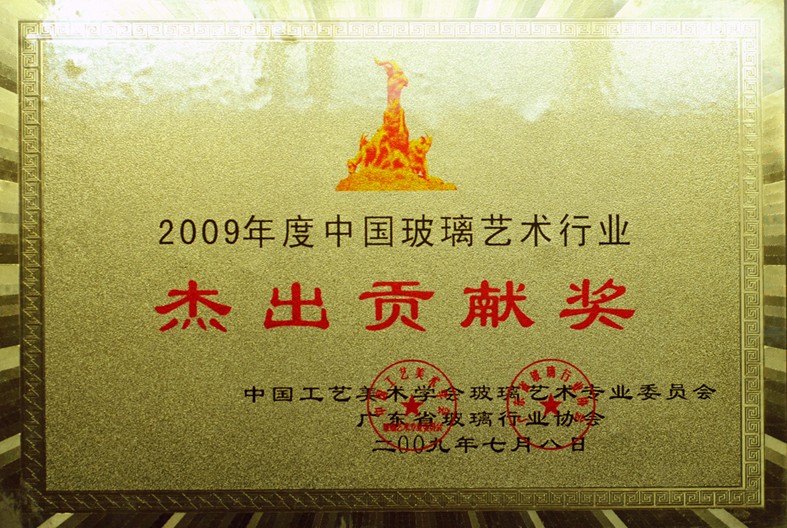 2009年度中国玻璃艺术行业
杰出贡献奖
中国工艺美术学会玻璃艺术专业委员会
广东省玻璃行业协会
二00九年七月八日